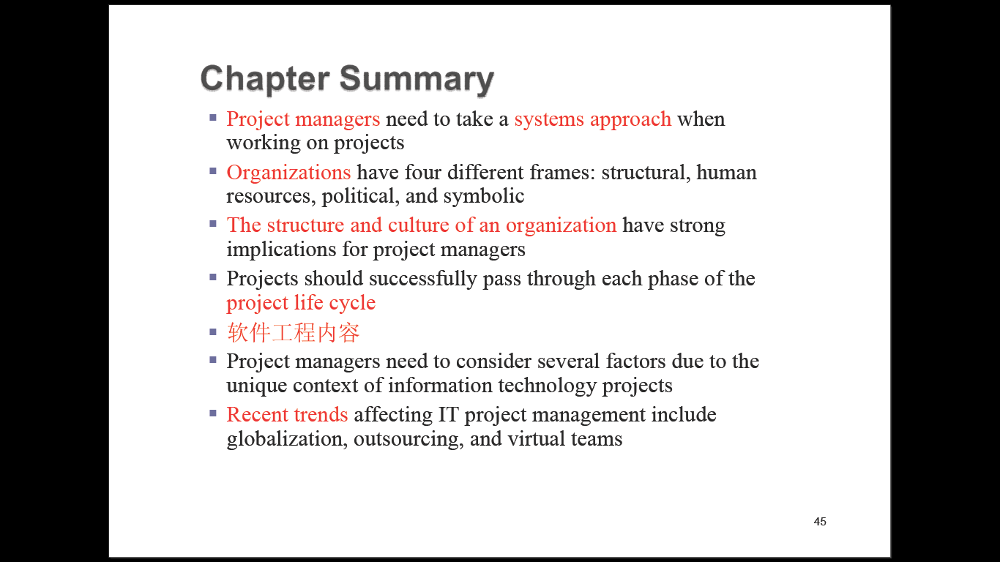 Chapter Summary
Project managers need to take a systems approach when
working on projects
Organizations have four different frames: structural, human
resources, political, and symbolic
The structure and culture of an organization have strong
implications for project managers
Projects should successfully pass through each phase of the
project life cycle
软件工程内容
Project managers need to consider several factors due to the
unique context of information technology projects
Recent trends affecting IT project management include
globalization, outsourcing, and virtual teams
45